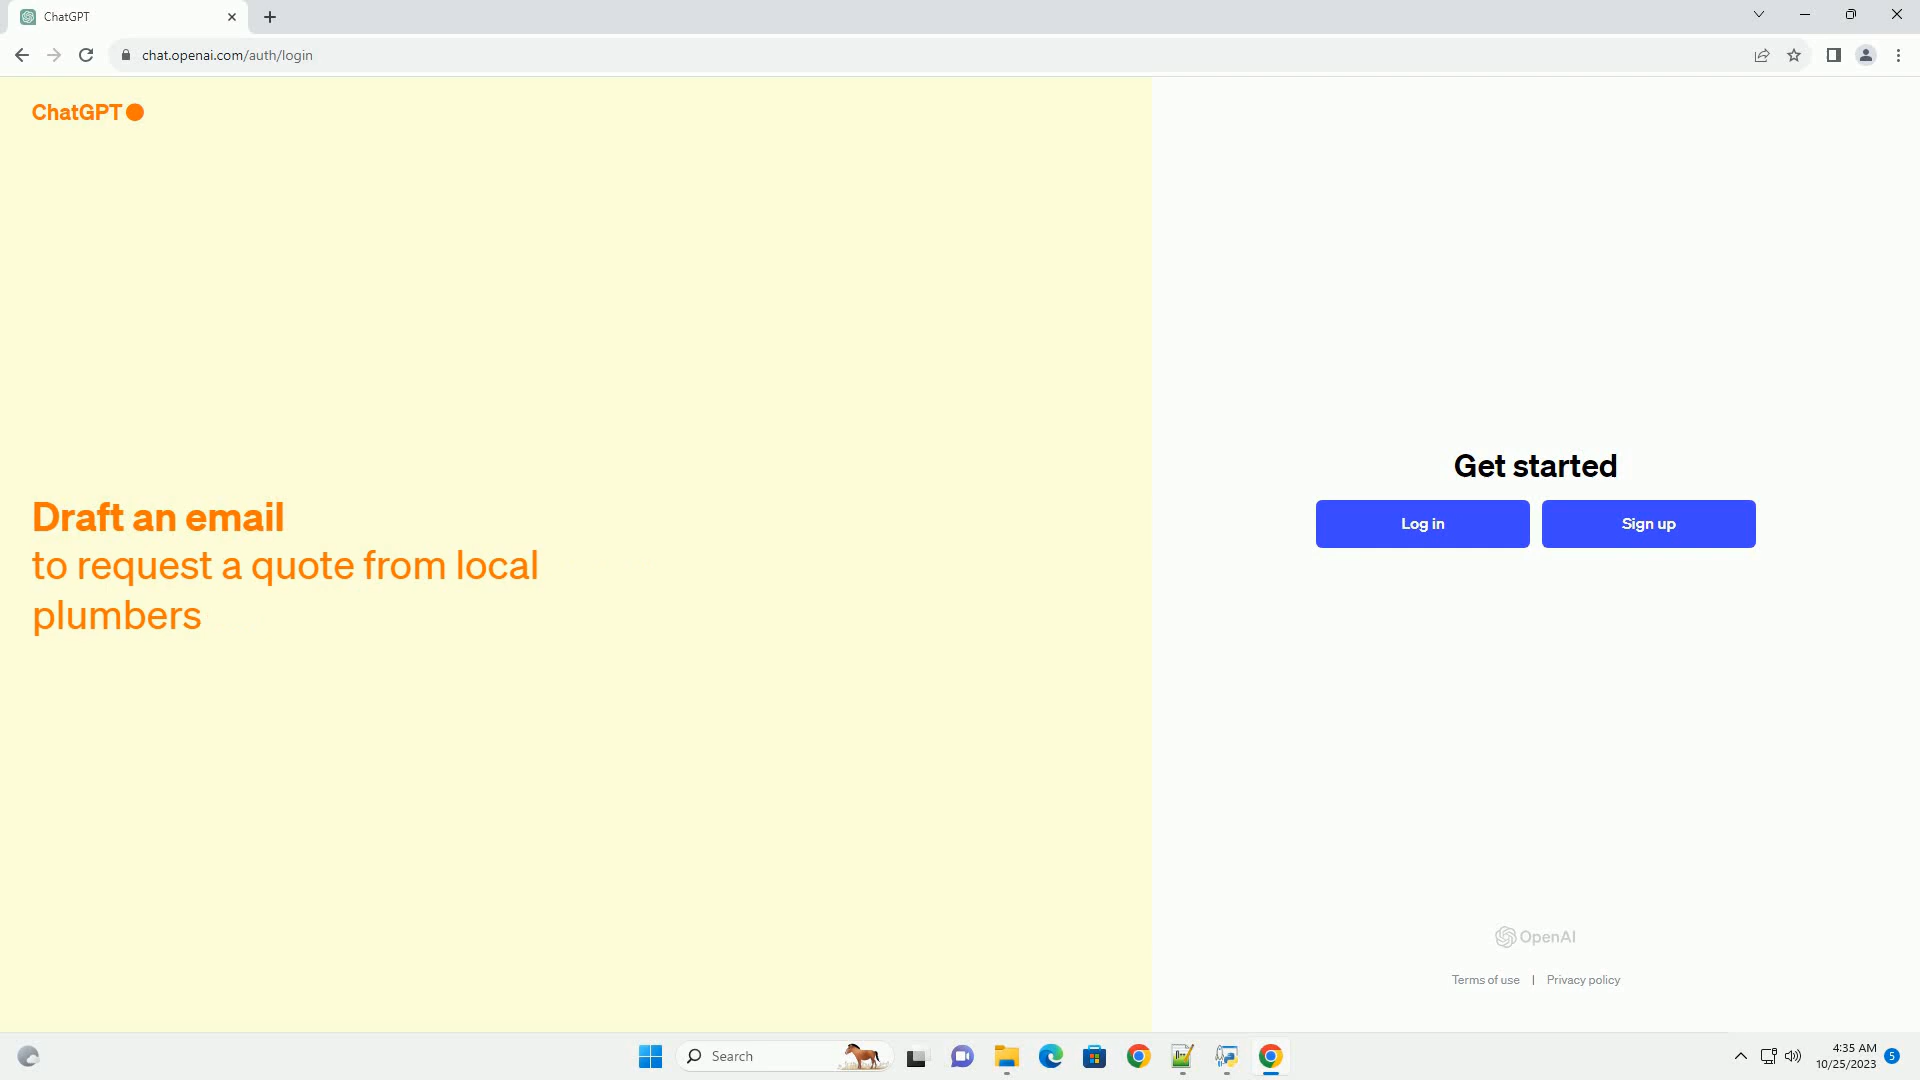 ChatGPT
chat.openai.com/auth/login
ChatGPT
Draft an email
to request a quote from local
plumbers
Get started
Log in
Sign up
OpenAI
Terms of use | Privacy policy
Search
4:35 AM
10/25/2023
5